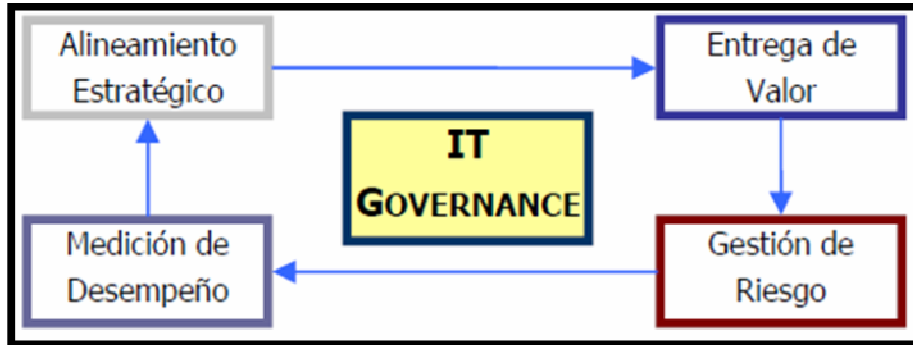 Alineamiento
Estratégico
Entrega de
Valor
IT
GOVERNANCE
Medición de
Desempeño
Gestión de
Riesgo